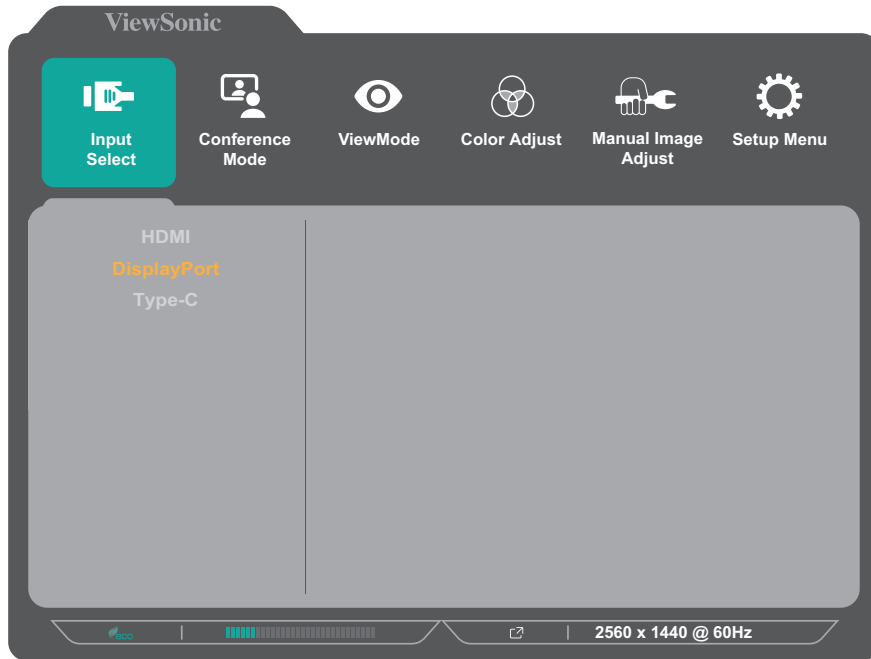 ViewSonic
Input
Select
Conference
Mode
ViewMode
Color Adjust
Manual Image
Adjust
Setup Menu
HDMI
DisplayPort
Type-C
eco
2560 x 1440 @ 60Hz